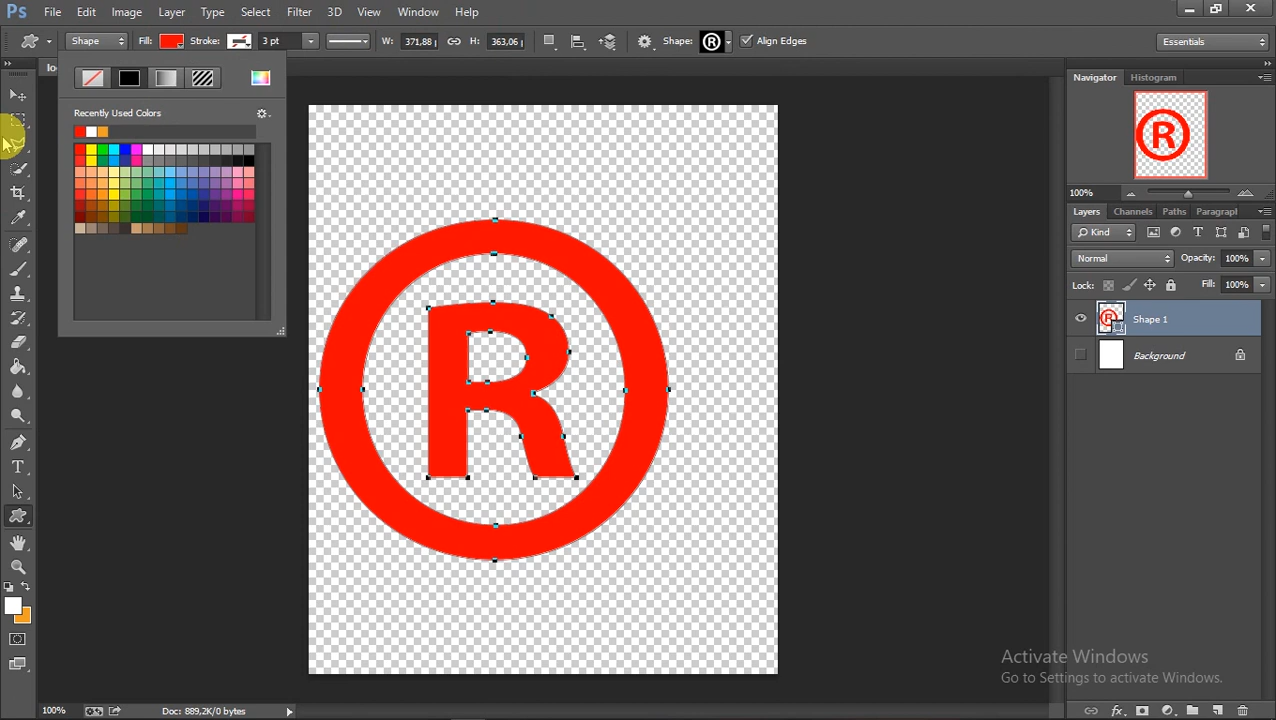 Ps File Edit Image Layer Type Select Filter 3D View Window Help
Shape Fill: Stroke: 3 pt W: 371,88 H: 363,06 Shape: ® Align Edges Essentials
Navigator Histogram
Recently Used Colors
®
100%
Layers Channels Paths Paragraph
Kind
Normal Opacity: 100%
Lock: Fill: 100%
Shape 1
Background
R
Activate Windows
Go to Settings to activate Windows.
100% Doc: 889,2K/0 bytes